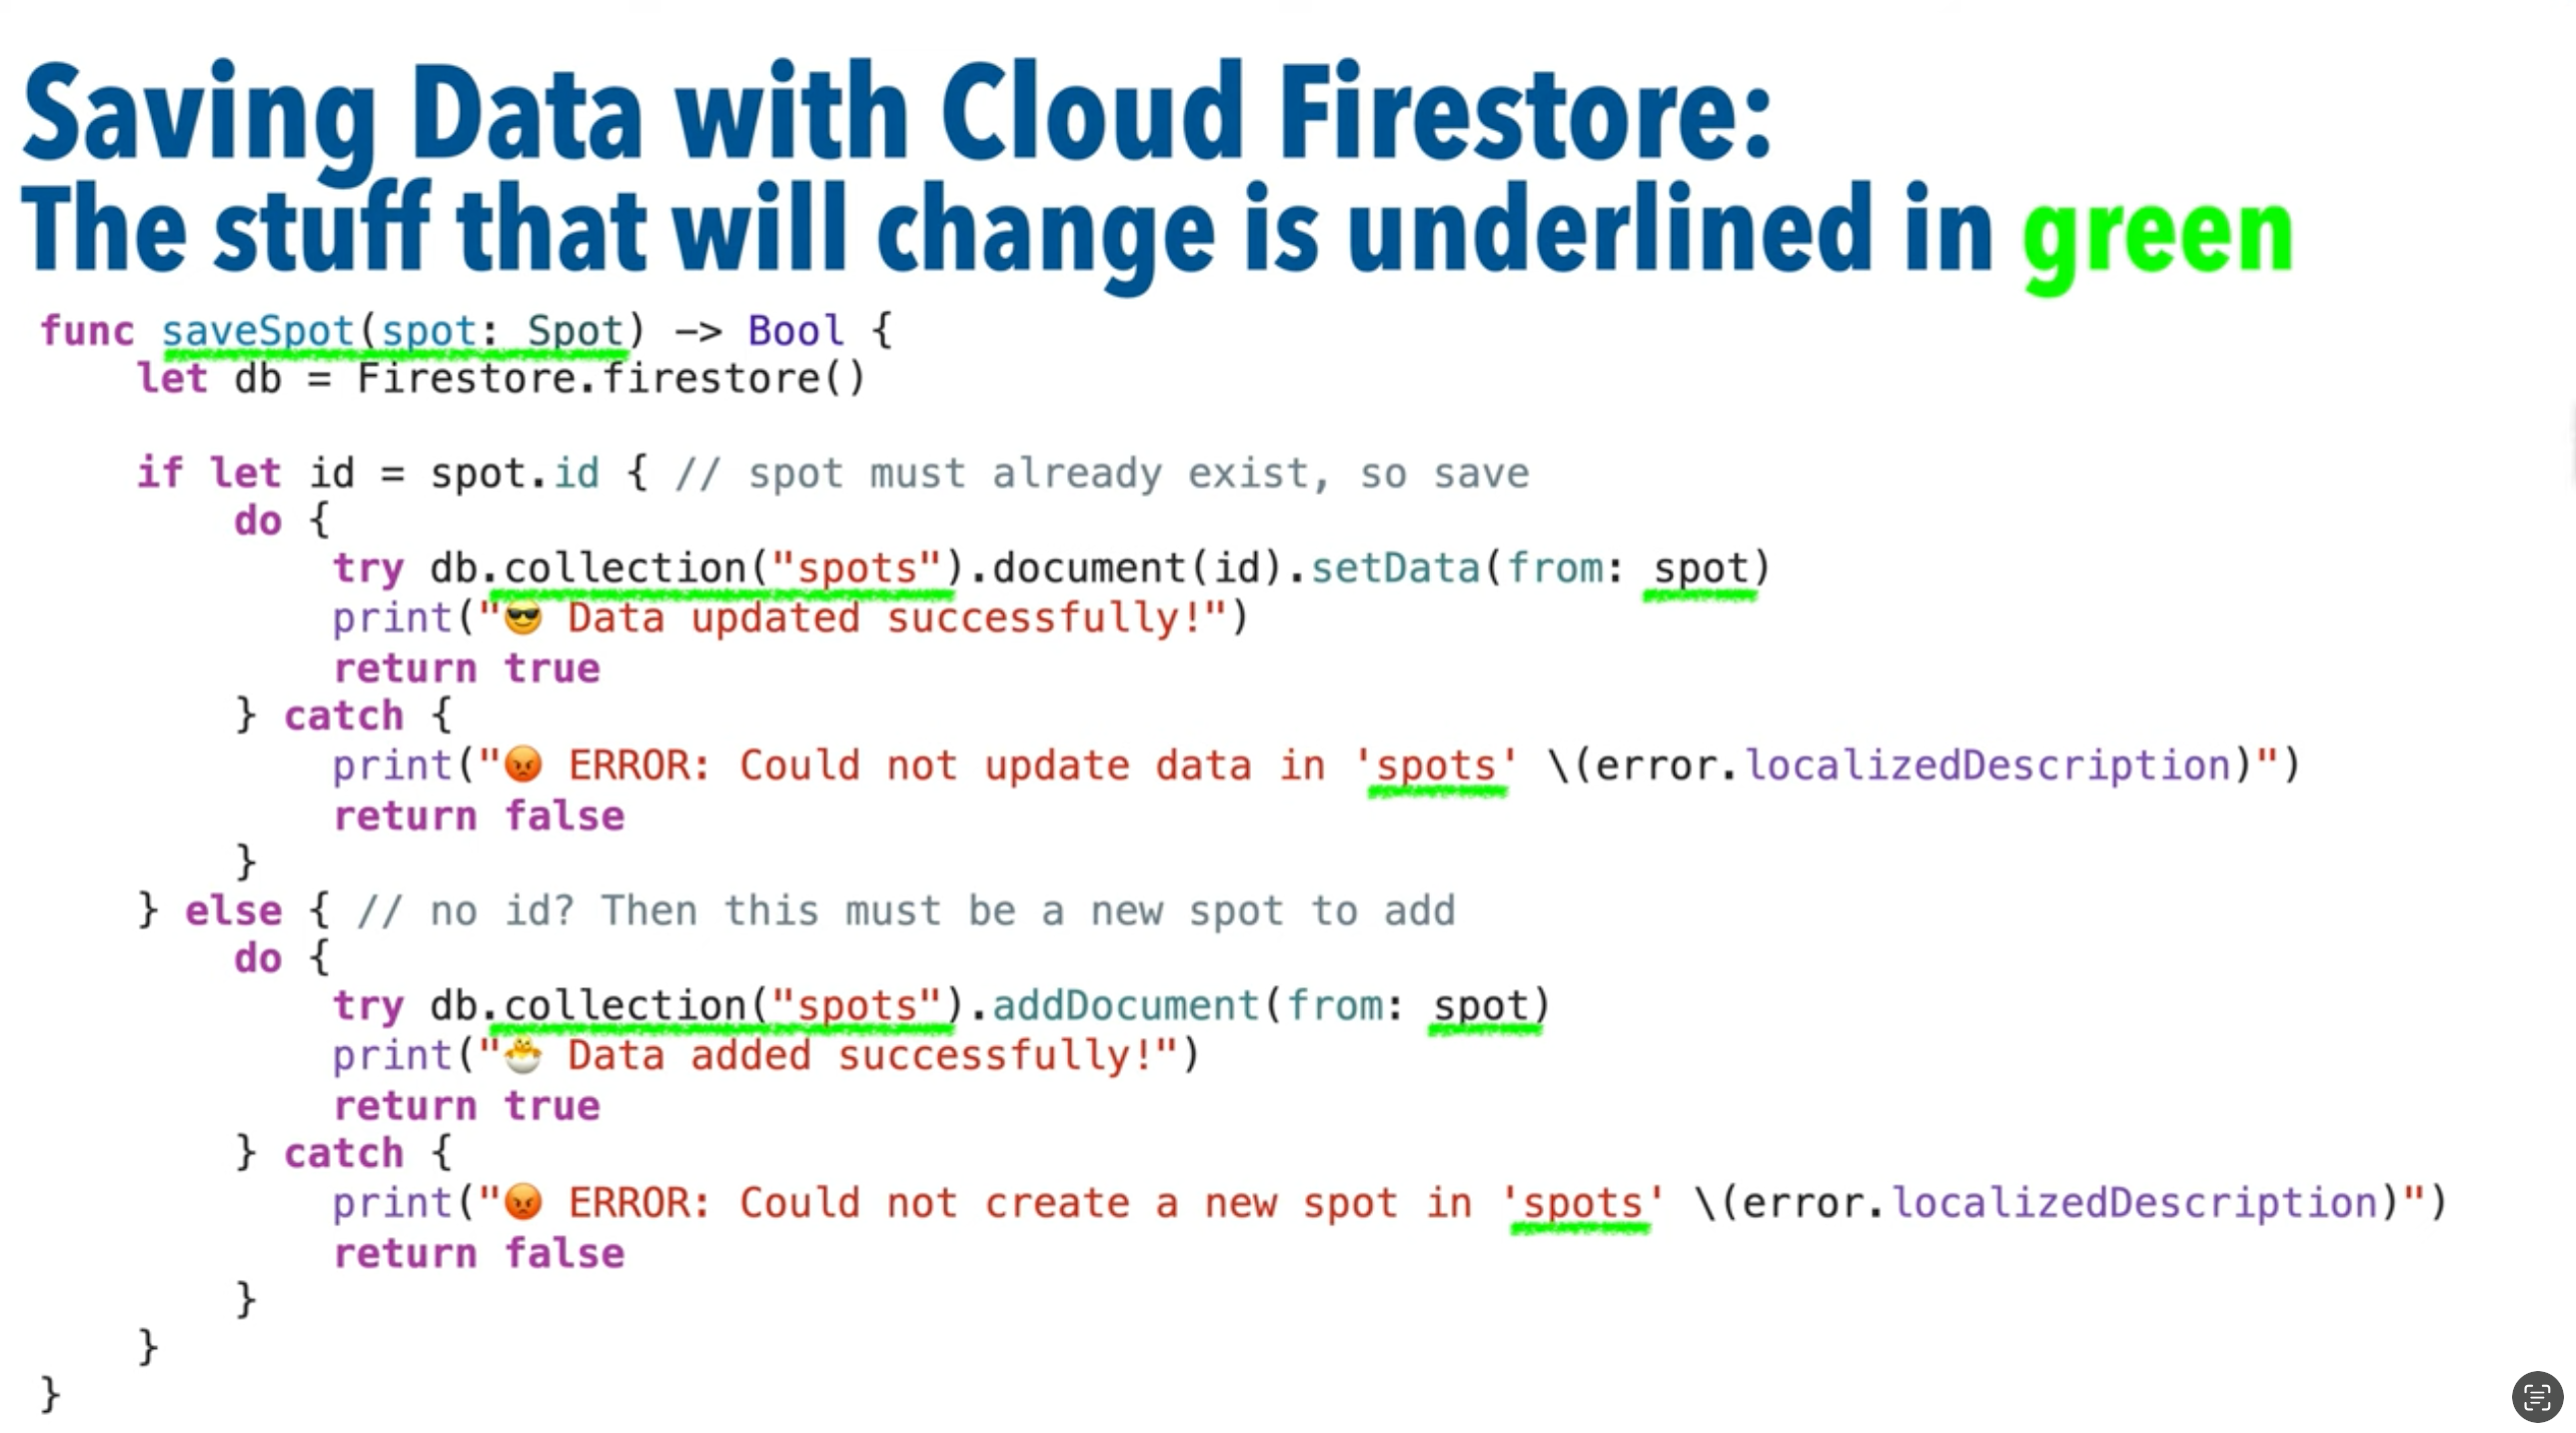 Saving Data with Cloud Firestore:
The stuff that will change is underlined in green
func saveSpot(spot: Spot) -> Bool {
let db = Firestore.firestore()
if let id = spot.id { // spot must already exist, so save
do {
try db.collection("spots").document(id).setData(from: spot)
print("😎 Data updated successfully!")
return true
} catch {
print("😡 ERROR: Could not update data in 'spots' \(error.localizedDescription)")
return false
}
} else { // no id? Then this must be a new spot to add
do {
try db.collection("spots").addDocument(from: spot)
print("🐣 Data added successfully!")
return true
} catch {
print("😡 ERROR: Could not create a new spot in 'spots' \(error.localizedDescription)")
return false
}
}
}